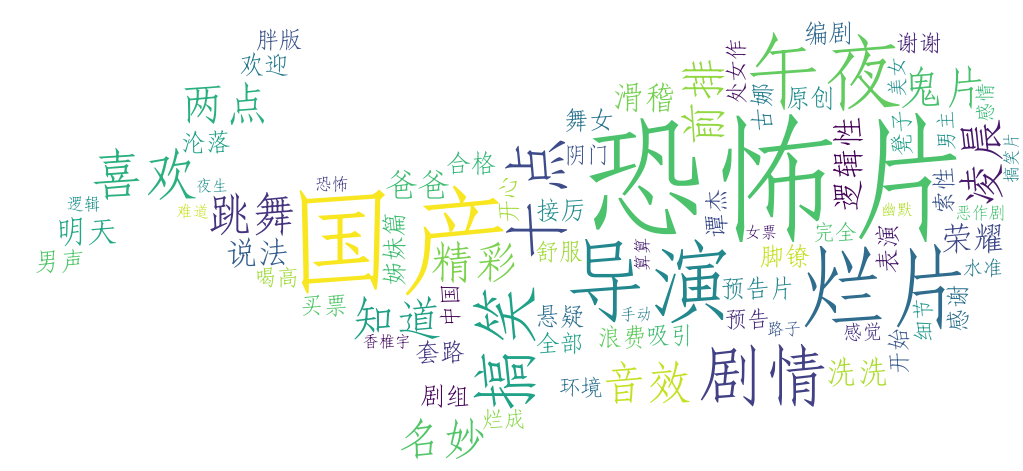 胖版
欢迎
两点
沦落
喜欢
夜生
逻辑
难道
明天
男声
跳舞
说法
喝高
买票
恐怖
国产
爸爸
姊妹篇
合格
开心
精彩
知道
中国
香椎宇
套路
剧组
搞笑
名妙
烂成
十点
舞女
阴门
接厉
舒服
悬疑
全部
环境
恐怖片
滑稽
前排
处女作
古娜
午夜
编剧
谢谢
原创
美女
鬼片
感情
逻辑性
凳子
男主
凌晨
搞笑片
索性
幽默
恶作剧
谭杰
女票
完全
算算
导演
脚镣
表演
荣耀
水准
烂片
预告片
手动
浪费
吸引
预告
路子
感觉
开始
细节
感谢
音效
剧情
洗洗